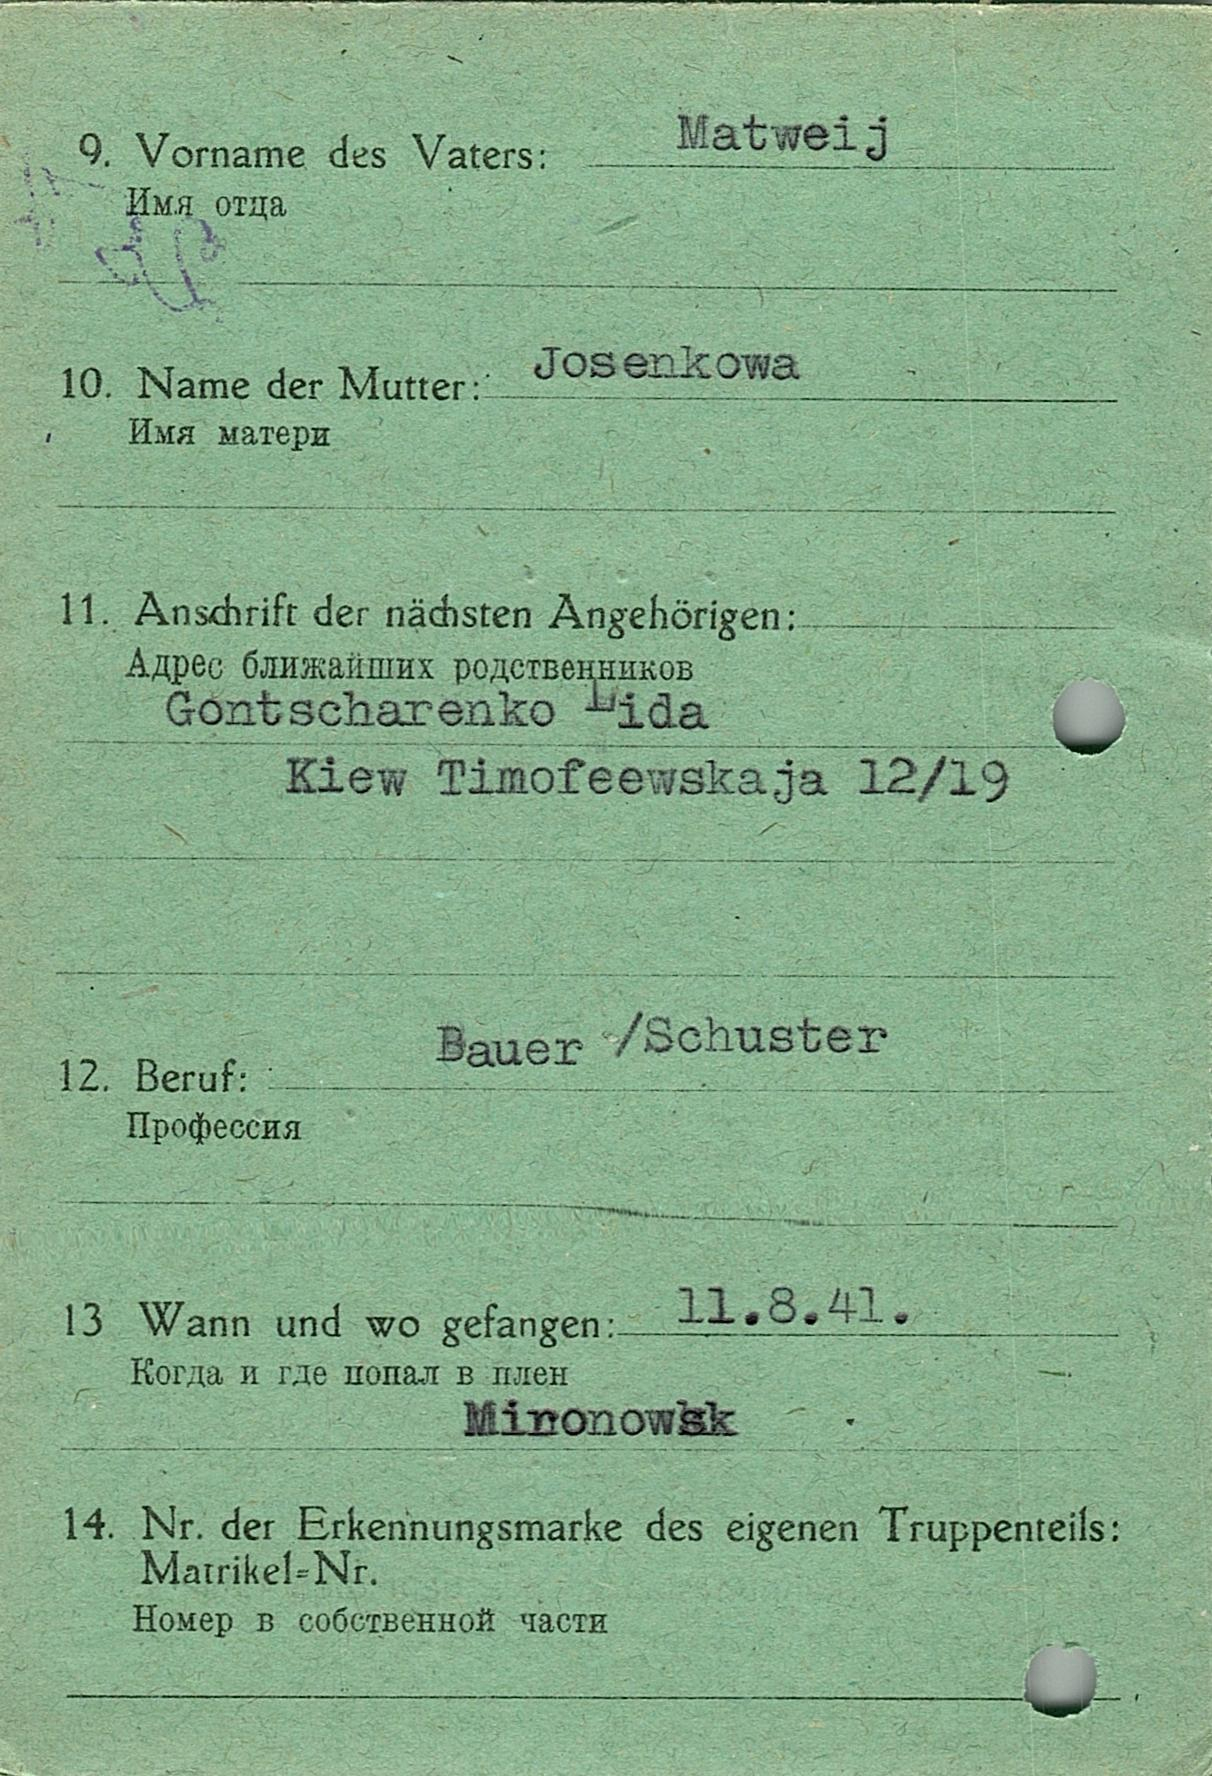 9. Vorname des Vaters: Matweij
Имя отца
10. Name der Mutter: Josenkowa
Имя матери
11. Anschrift der nächsten Angehörigen:
Адрес ближайших родственников
Gontscharenko Lida
Kiew Timofeewskaja 12/19
12. Beruf: Bauer /Schuster
Профессия
13 Wann und wo gefangen: 11.8.41.
Когда и где попал в плен
Mironowsk
14. Nr. der Erkennungsmarke des eigenen Truppenteils:
Matrikel=Nr.
Номер в собственной части